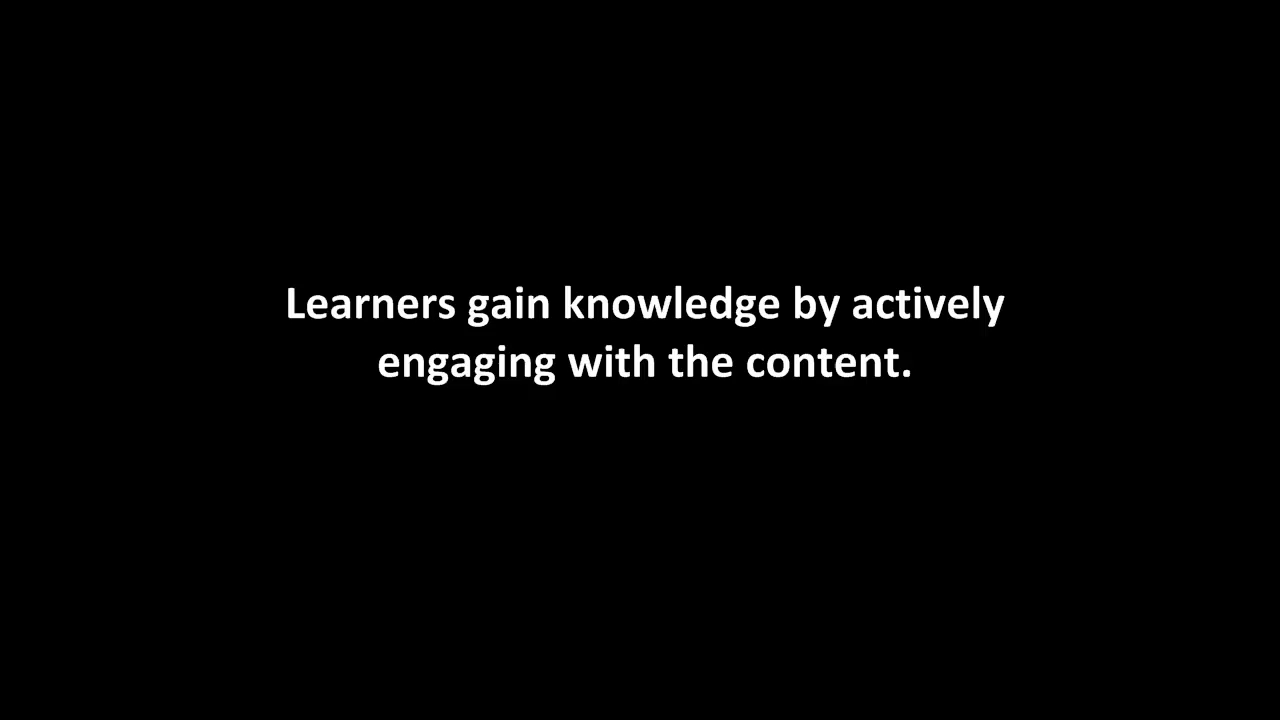 Learners gain knowledge by actively
engaging with the content.